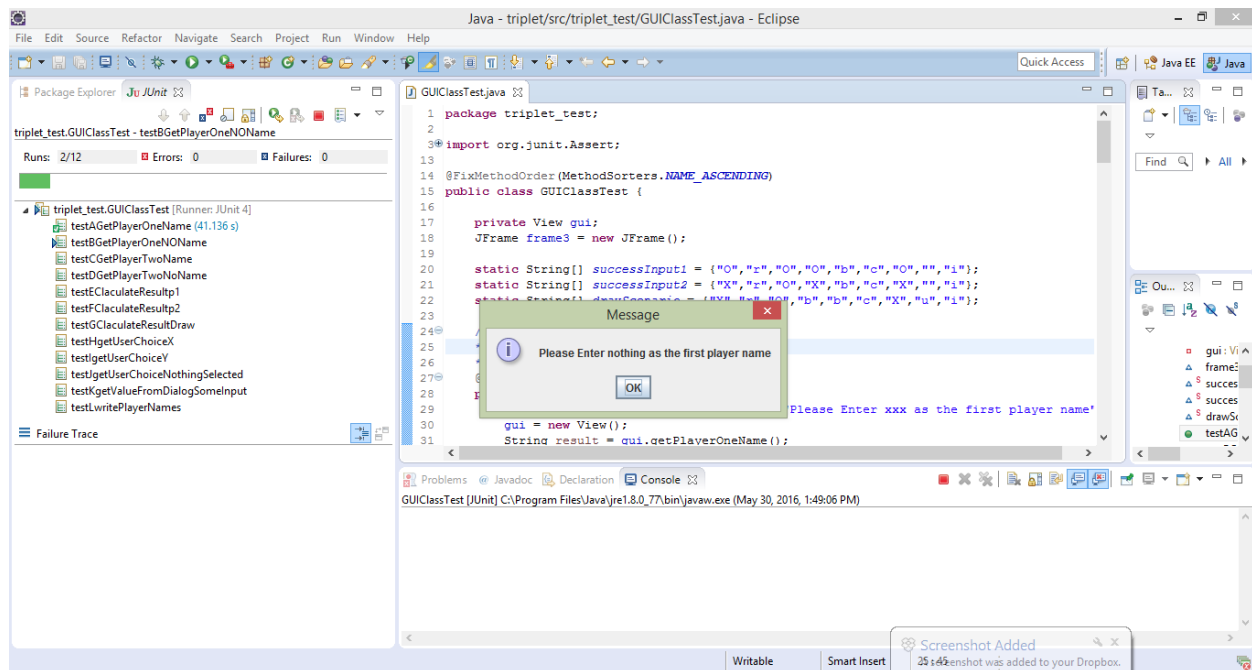 Java - triplet/src/triplet_test/GUIClassTest.java - Eclipse
File Edit Source Refactor Navigate Search Project Run Window Help
Quick Access
Java EE
Java
Package Explorer
Ju JUnit
triplet_test.GUIClassTest - testBGetPlayerOneNOName
Runs: 2/12 Errors: 0 Failures: 0
triplet_test.GUIClassTest [Runner: JUnit 4]
testAGetPlayerOneName (41.136 s)
testBGetPlayerOneNOName
testCGetPlayerTwoName
testDGetPlayerTwoNoName
testEClaculateResultp1
testFClaculateResultp2
testGClaculateResultDraw
testHgetUserChoiceX
testIgetUserChoiceY
testJgetUserChoiceNothingSelected
testKgetValueFromDialogSomeInput
testLwritePlayerNames
Failure Trace
GUIClassTest.java
1 package triplet_test;
2
3 import org.junit.Assert;
13
14 @FixMethodOrder(MethodSorters.NAME_ASCENDING)
15 public class GUIClassTest {
16
17 private View gui;
18 JFrame frame3 = new JFrame();
19
20 static String[] successInput1 = {"O","r","O","O","b","c","O","","i"};
21 static String[] successInput2 = {"X","r","O","X","b","c","X","","i"};
22 static String[] drawScenario = {"X","r","O","b","b","c","X","u","i"};
23
24
25
26
27
28
29 "Please Enter xxx as the first player name"
30 gui = new View();
31 String result = gui.getPlayerOneName();
Message
Please Enter nothing as the first player name
OK
Ta...
Find
All
Ou...
gui : Vi
frame3
succes
succes
drawSc
testAG
Problems
@ Javadoc
Declaration
Console
GUIClassTest [JUnit] C:\Program Files\Java\jre1.8.0_77\bin\javaw.exe (May 30, 2016, 1:49:06 PM)
Writable
Smart Insert
25 : 45
Screenshot Added
A screenshot was added to your Dropbox.